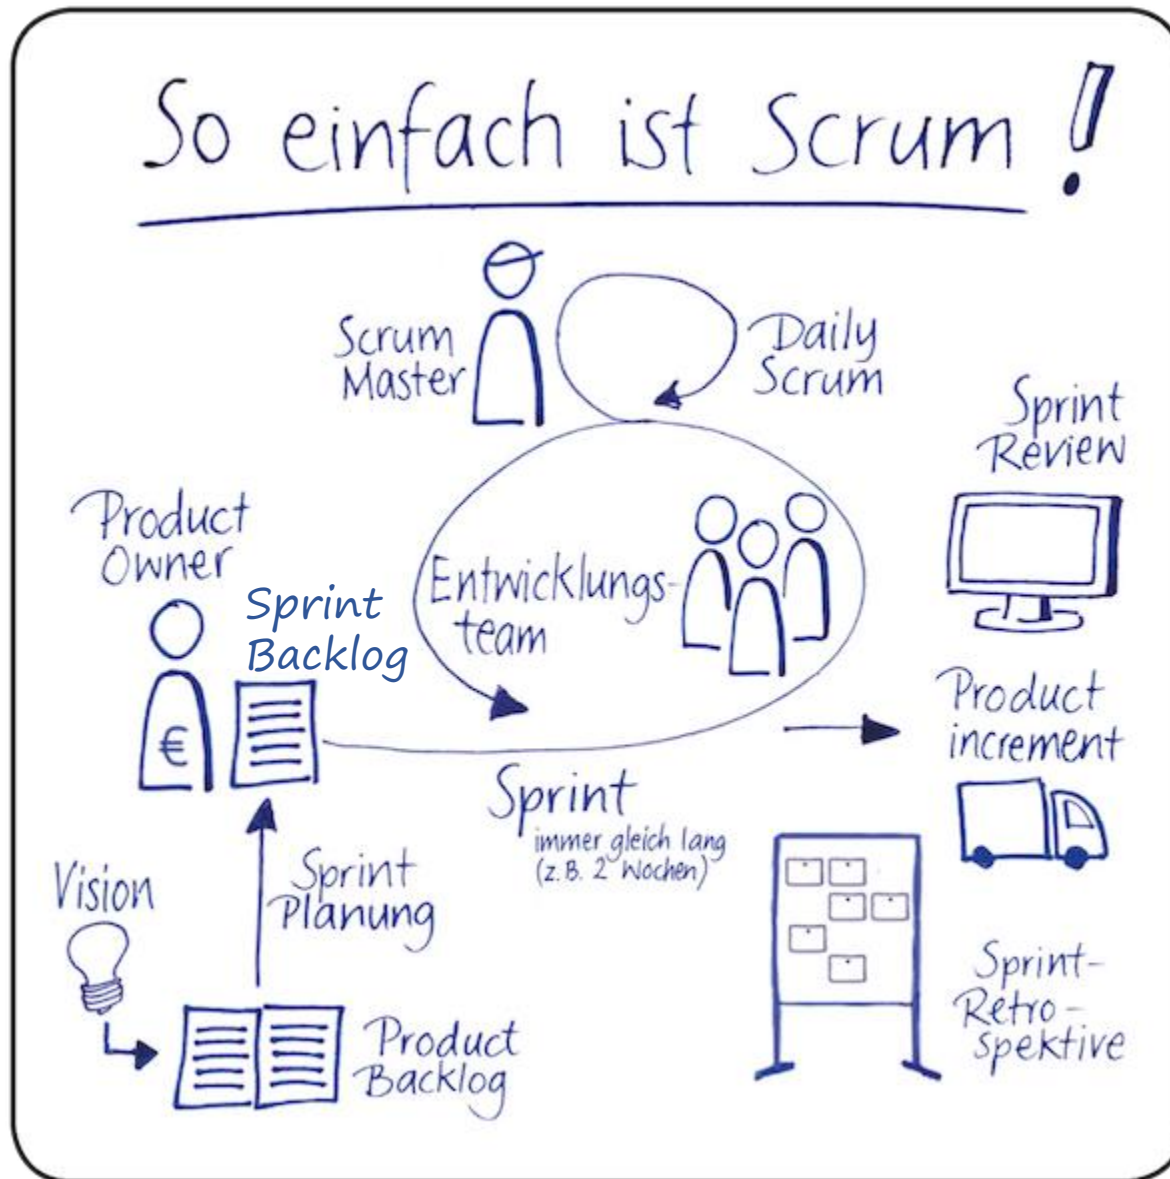 So einfach ist Scrum!
Scrum
Master
Daily
Scrum
Sprint
Review
Product
Owner
Sprint
Backlog
Entwicklungs-
team
€
Product
increment
Sprint
immer gleich lang
(z.B. 2 Wochen)
Vision
Sprint
Planung
Product
Backlog
Sprint-
Retro-
spektive